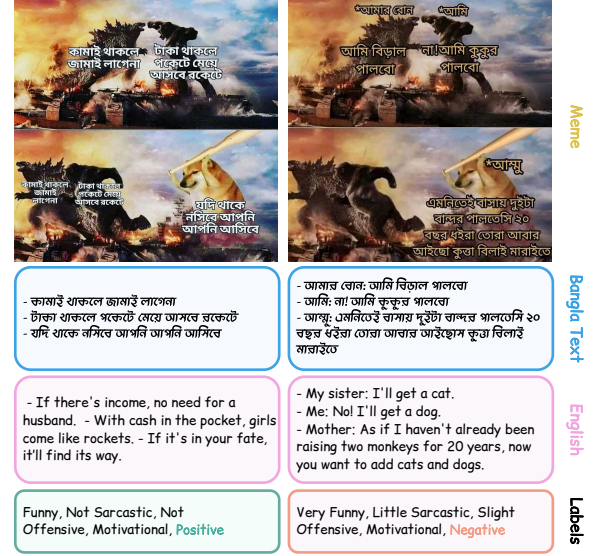 কামাই থাকলে
জামাই লাগেনা
টাকা থাকলে
পকেটে মেয়ে
আসবে রকেটে
কামাই থাকলে
জামাই
লাগেনা
টাকা থাকলে
পকেটে মেয়ে
আসবে রকেটে
যদি থাকে
নসিবে আপনি
আপনি আসিবে
*আমার বোন
*আমি
আমি বিড়াল
পালবো
না!আমি কুকুর
পালবো
*আম্মু
এমনিতেই বাসায় দুইটা
বান্দর পালতেসি ২০
বছর ধইরা তোরা আবার
আইছো কুত্তা বিলাই মারাইতে
Meme
- কামাই থাকলে জামাই লাগেনা
- টাকা থাকলে পকেটে মেয়ে আসবে রকেটে
- যদি থাকে নসিবে আপনি আপনি আসিবে
- আমার বোন: আমি বিড়াল পালবো
- আমি: না! আমি কুকুর পালবো
- আম্মু: এমনিতেই বাসায় দুইটা বান্দর পালতেসি ২০
বছর ধইরা তোরা আবার আইছোস কুত্তা বিলাই
মারাইতে
Bangla Text
- If there's income, no need for a
husband. - With cash in the pocket, girls
come like rockets. - If it's in your fate,
it'll find its way.
- My sister: I'll get a cat.
- Me: No! I'll get a dog.
- Mother: As if I haven't already been
raising two monkeys for 20 years, now
you want to add cats and dogs.
English
Funny, Not Sarcastic, Not
Offensive, Motivational, Positive
Very Funny, Little Sarcastic, Slight
Offensive, Motivational, Negative
Labels